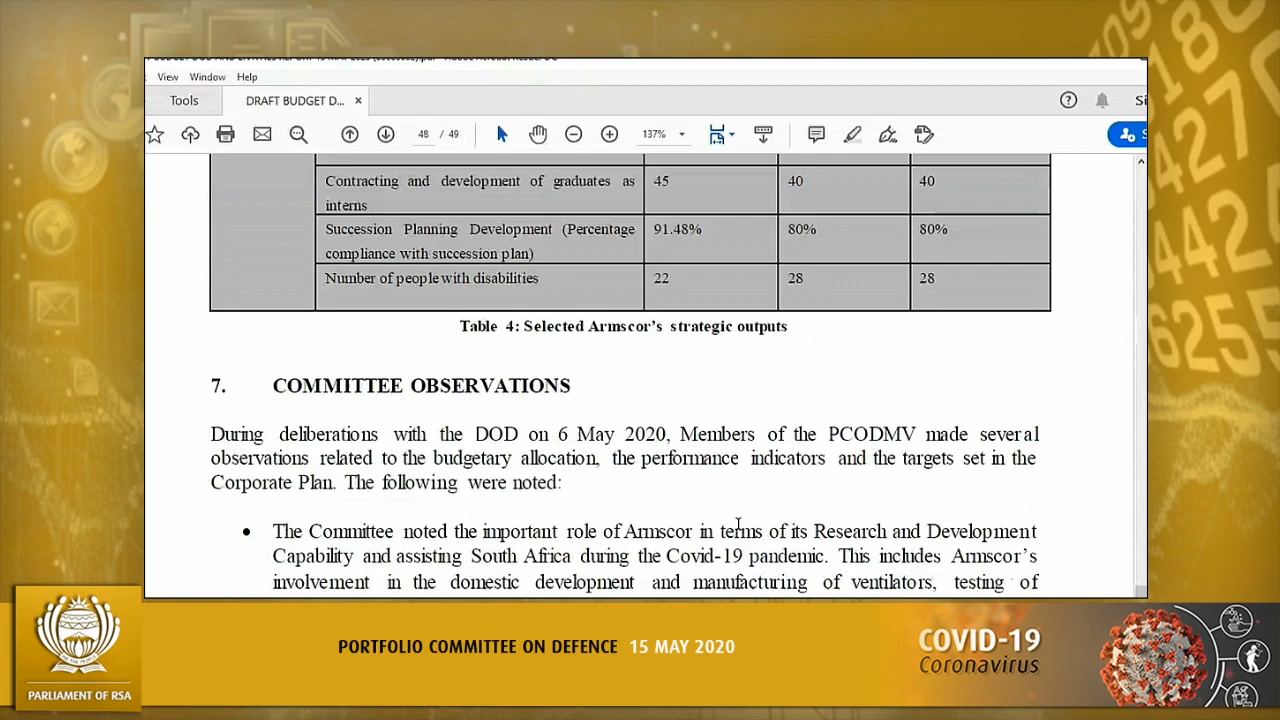 View Window Help
Tools DRAFT BUDGET D... ×
48 / 49 137%
Contracting and development of graduates as 45 40 40
interns
Succession Planning Development (Percentage 91.48% 80% 80%
compliance with succession plan)
Number of people with disabilities 22 28 28
Table 4: Selected Armscor's strategic outputs
7. COMMITTEE OBSERVATIONS
During deliberations with the DOD on 6 May 2020, Members of the PCODMV made several
observations related to the budgetary allocation, the performance indicators and the targets set in the
Corporate Plan. The following were noted:
• The Committee noted the important role of Armscor in terms of its Research and Development
Capability and assisting South Africa during the Covid-19 pandemic. This includes Armscor's
involvement in the domestic development and manufacturing of ventilators, testing of
PORTFOLIO COMMITTEE ON DEFENCE 15 MAY 2020
COVID-19
Coronavirus
PARLIAMENT OF RSA